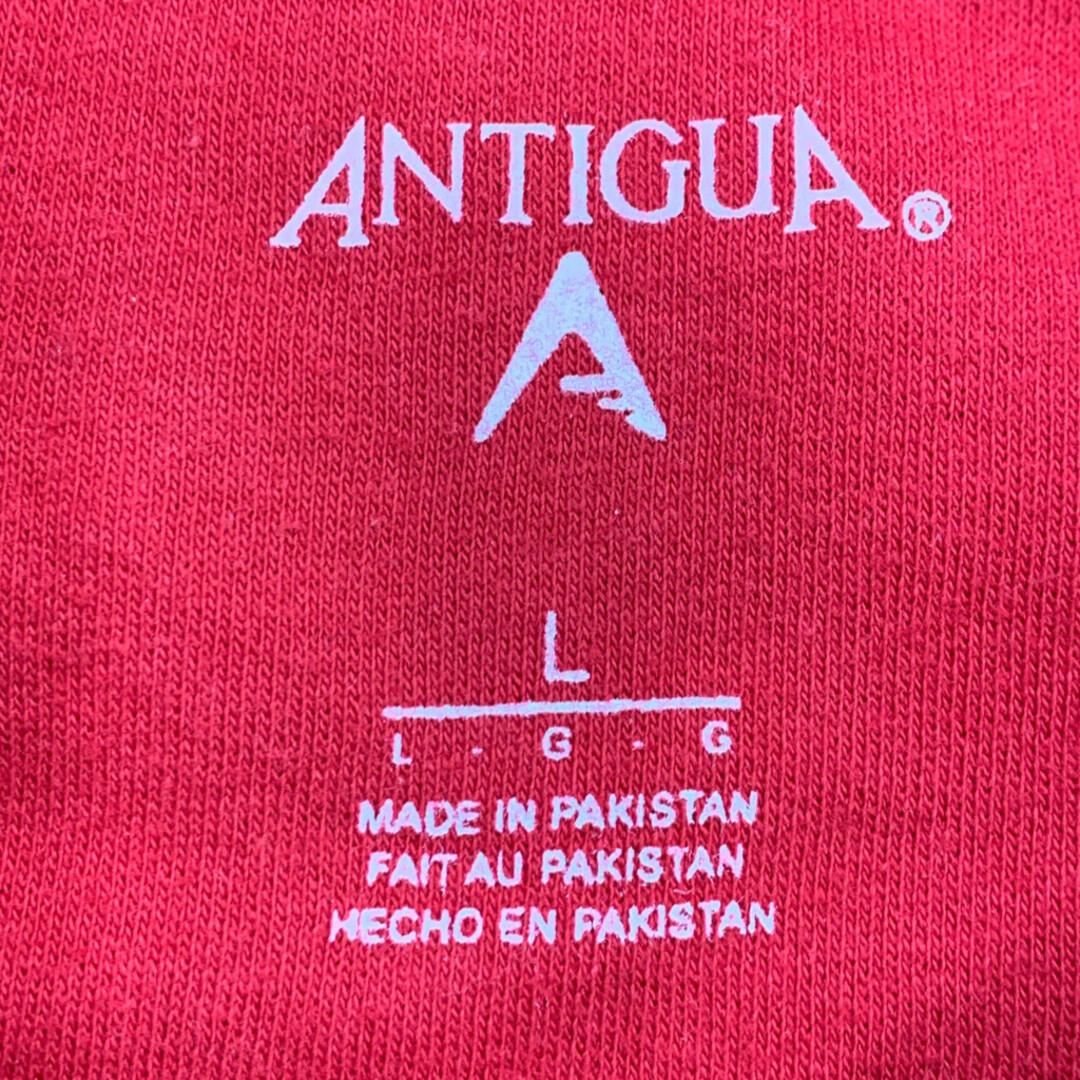 ANTIGUA®
L
L - G - G
MADE IN PAKISTAN
FAIT AU PAKISTAN
HECHO EN PAKISTAN